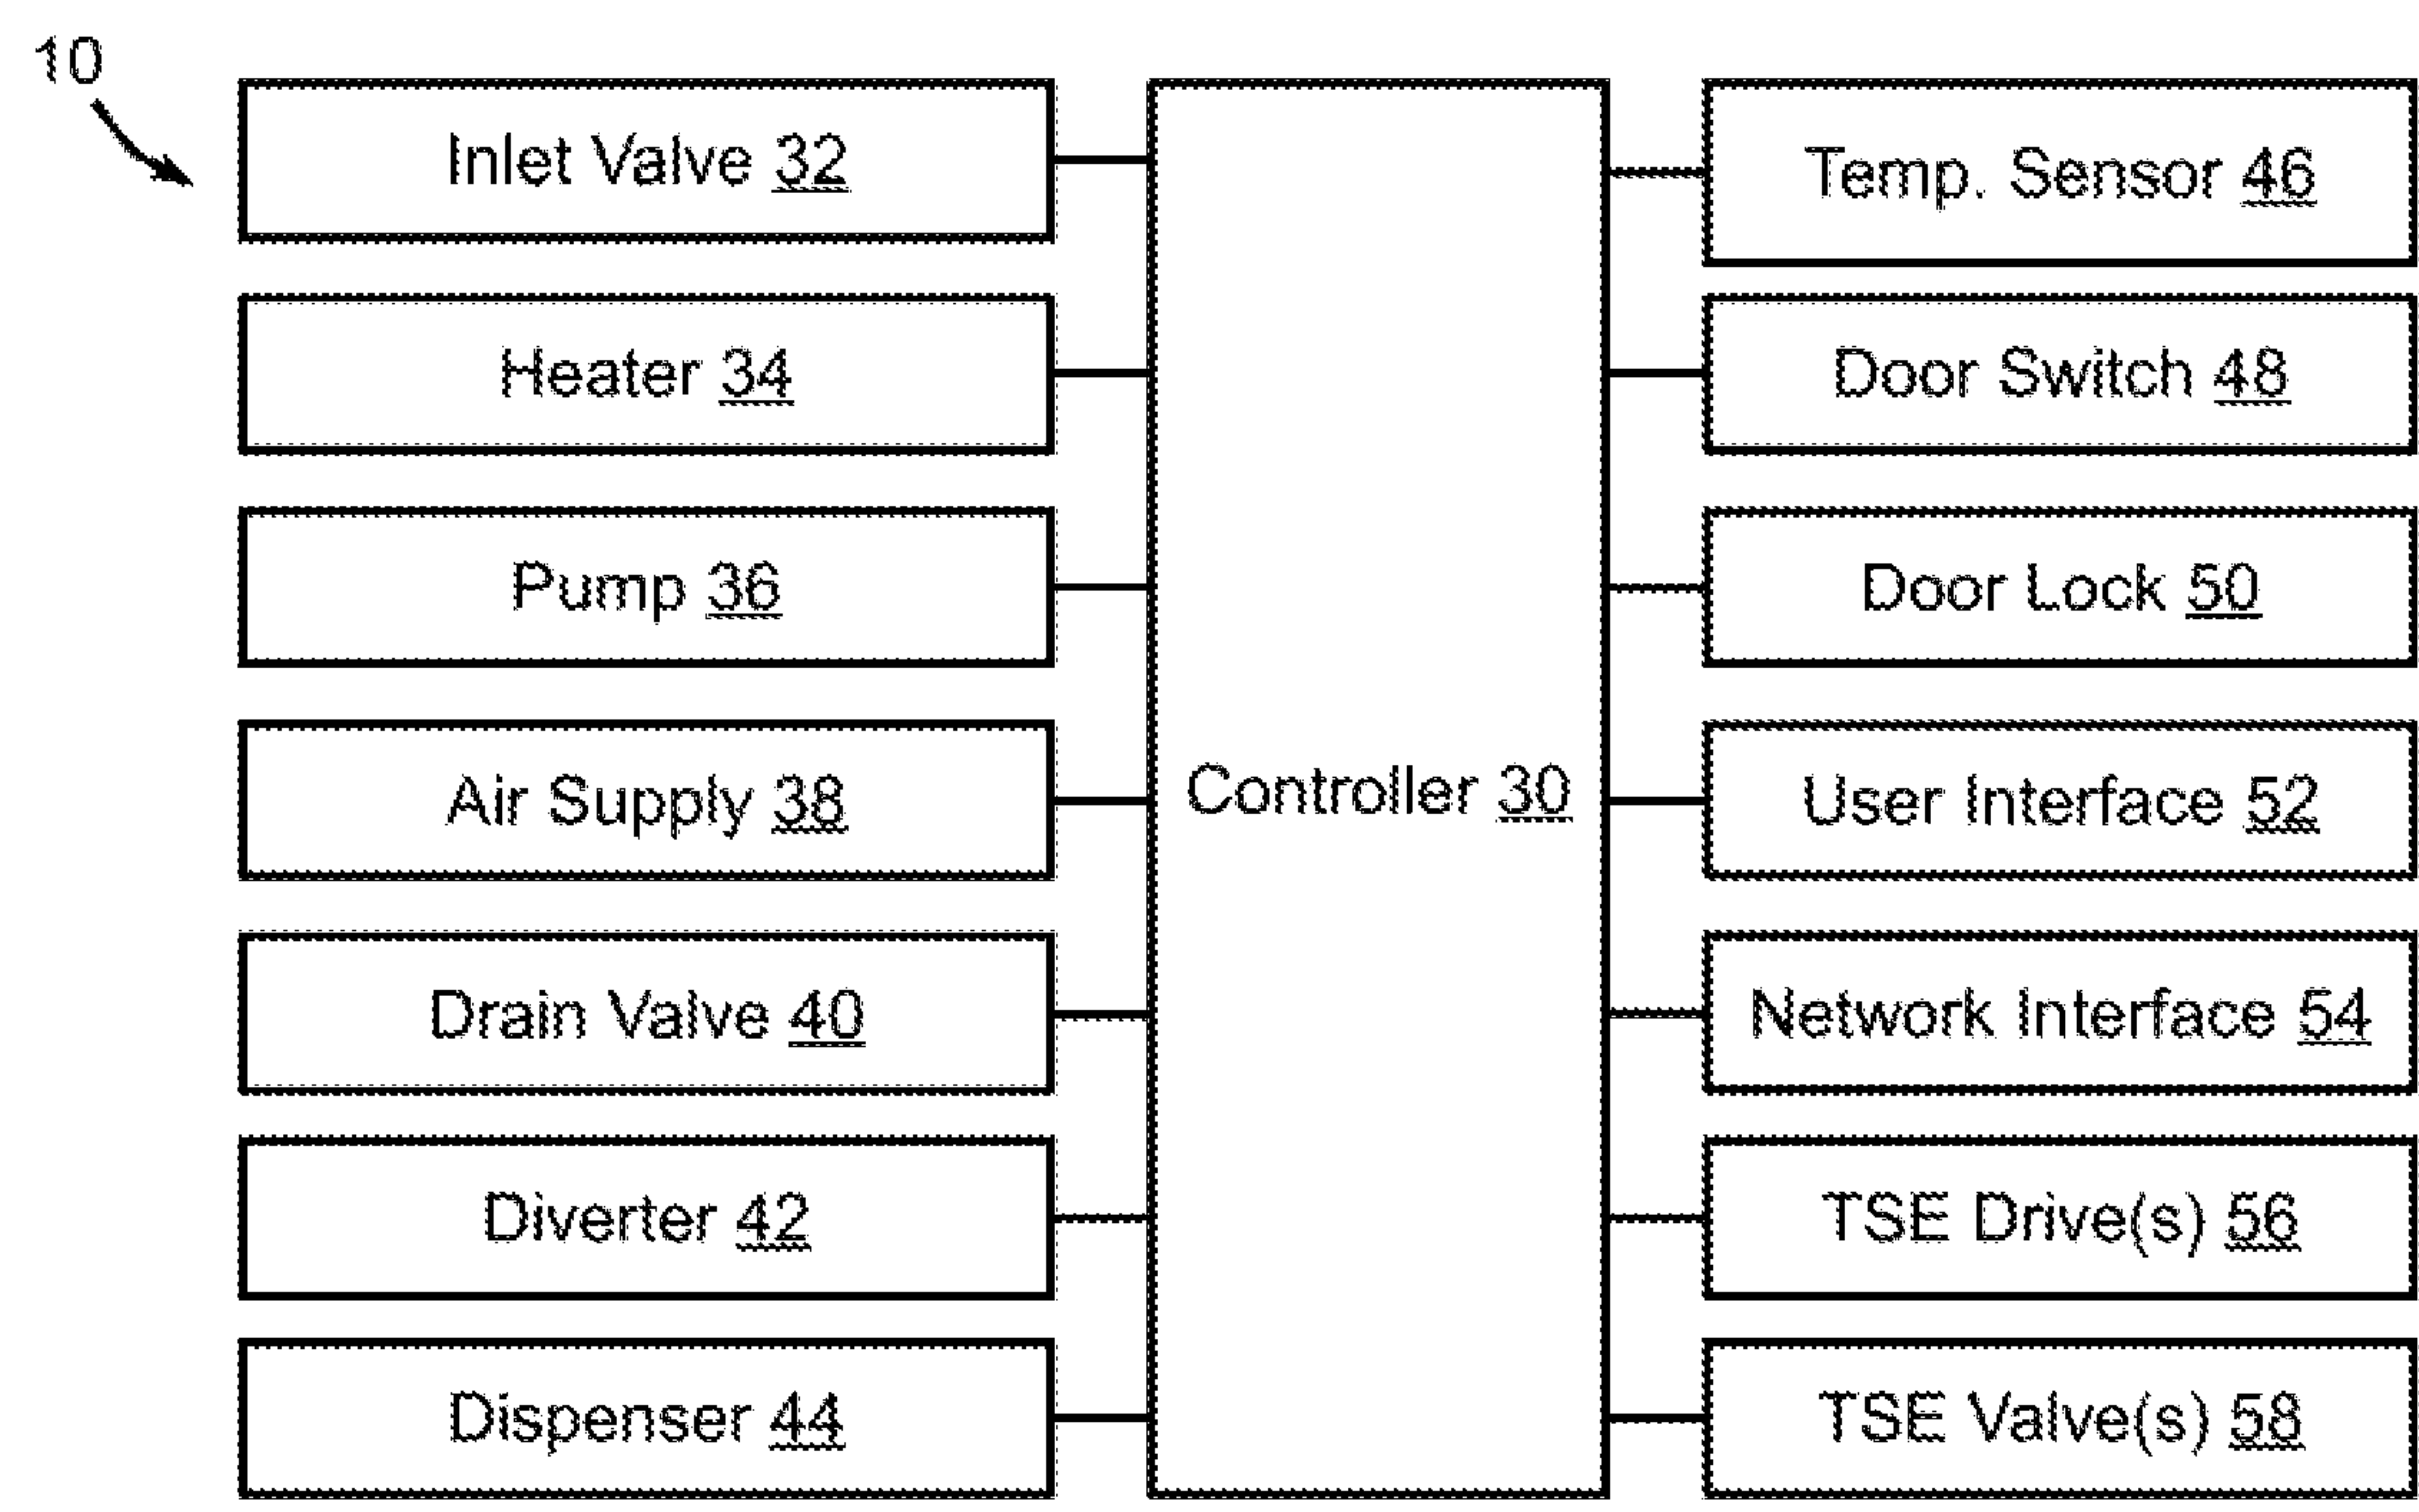 10
Inlet Valve 32
Heater 34
Pump 36
Air Supply 38
Drain Valve 40
Diverter 42
Dispenser 44
Controller 30
Temp. Sensor 46
Door Switch 48
Door Lock 50
User Interface 52
Network Interface 54
TSE Drive(s) 56
TSE Valve(s) 58